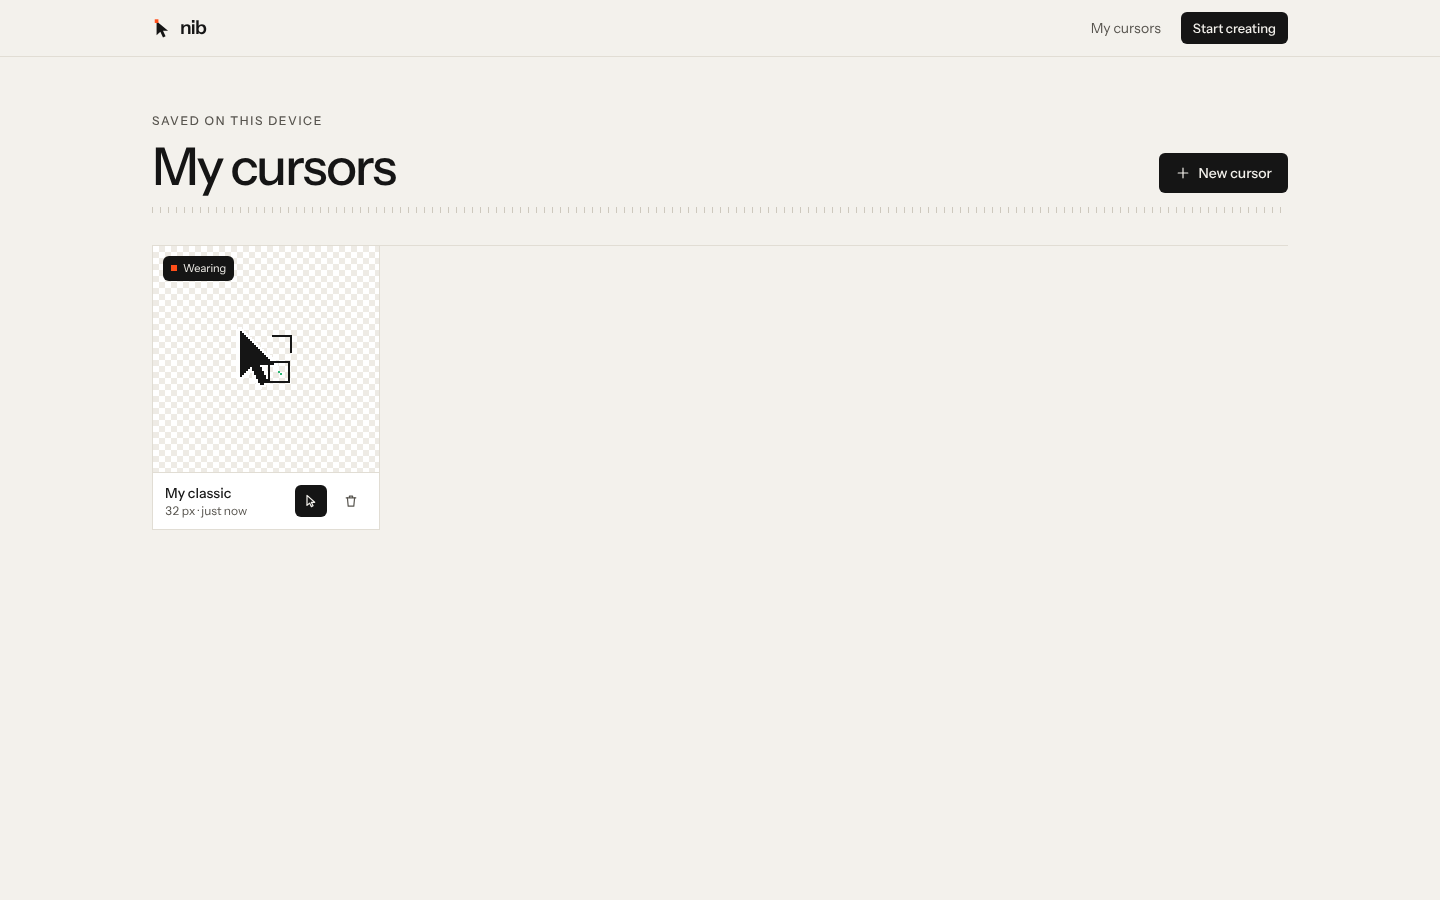 nib
My cursors
Start creating
SAVED ON THIS DEVICE
My cursors
New cursor
Wearing
My classic
32 px · just now